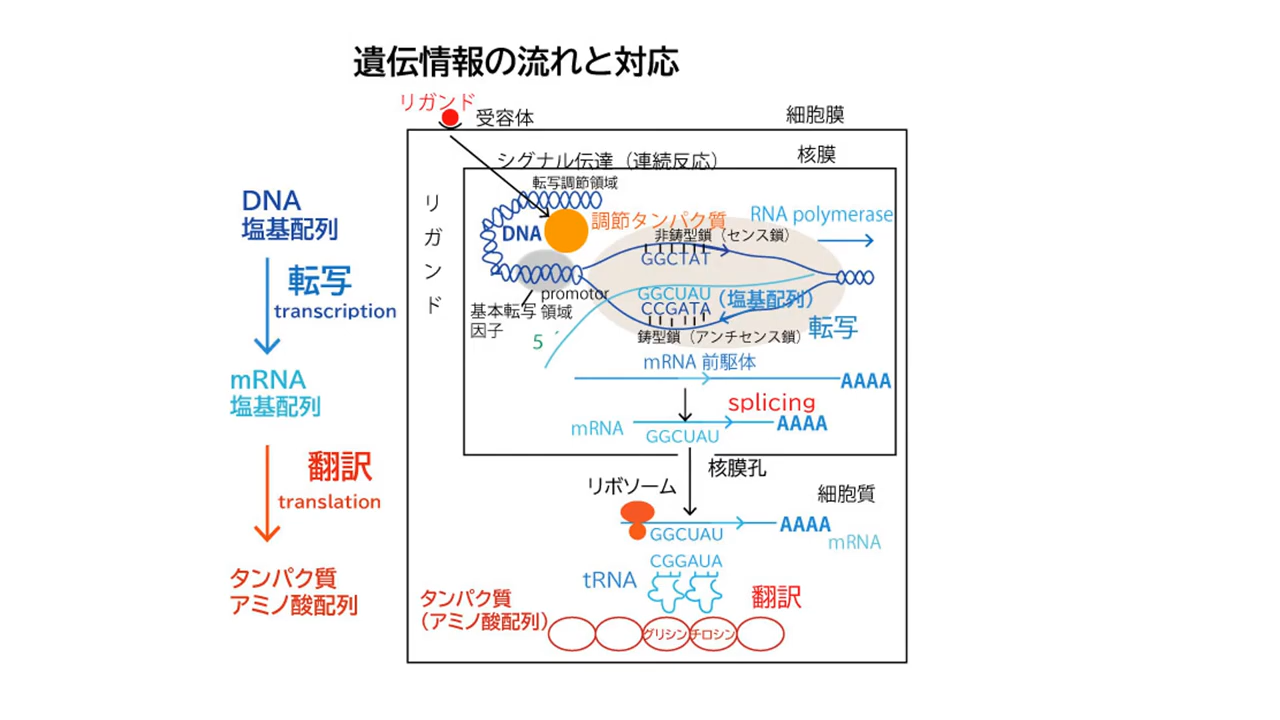 遺伝情報の流れと対応
リガンド
受容体
細胞膜
シグナル伝達（連続反応）
核膜
転写調節領域
リガンド
DNA
塩基配列
転写
transcription
mRNA
塩基配列
翻訳
translation
タンパク質
アミノ酸配列
DNA
調節タンパク質
RNA polymerase
非鋳型鎖（センス鎖）
GGCTAT
promotor
領域
基本転写
因子
5´
GGCUAU（塩基配列）
CCGATA
鋳型鎖（アンチセンス鎖）
転写
mRNA 前駆体
AAAA
splicing
mRNA
AAAA
GGCUAU
核膜孔
リボソーム
細胞質
AAAA
GGCUAU
mRNA
CGGAUA
tRNA
翻訳
タンパク質
（アミノ酸配列）
グリシン
チロシン